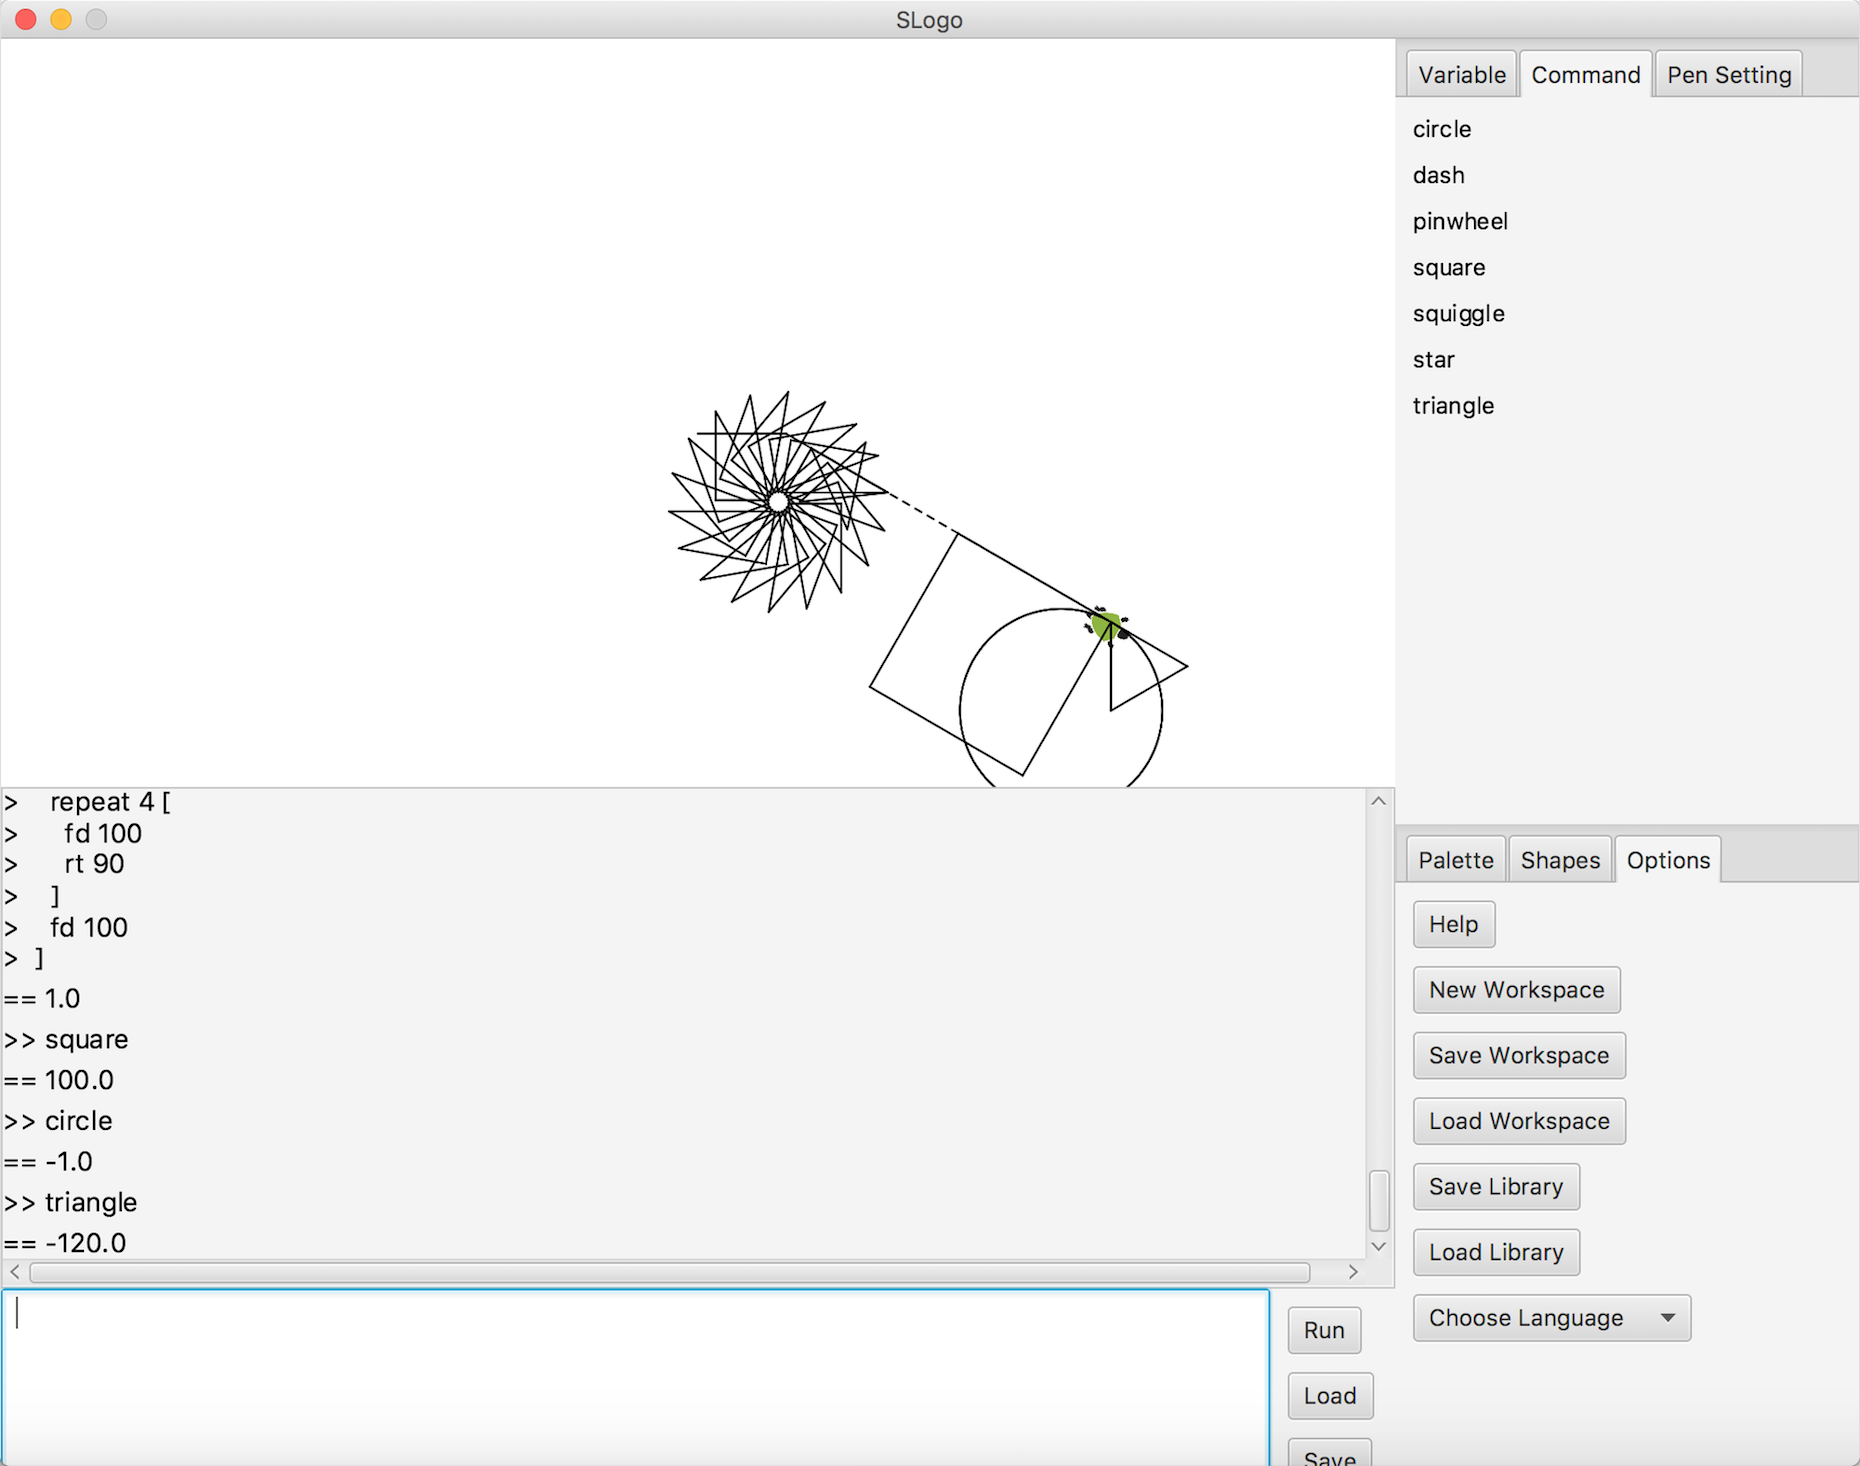 SLogo
Variable
Command
Pen Setting
circle
dash
pinwheel
square
squiggle
star
triangle
> repeat 4 [
> fd 100
> rt 90
> ]
> fd 100
> ]
== 1.0
>> square
== 100.0
>> circle
== -1.0
>> triangle
== -120.0
Run
Load
Save
Palette
Shapes
Options
Help
New Workspace
Save Workspace
Load Workspace
Save Library
Load Library
Choose Language